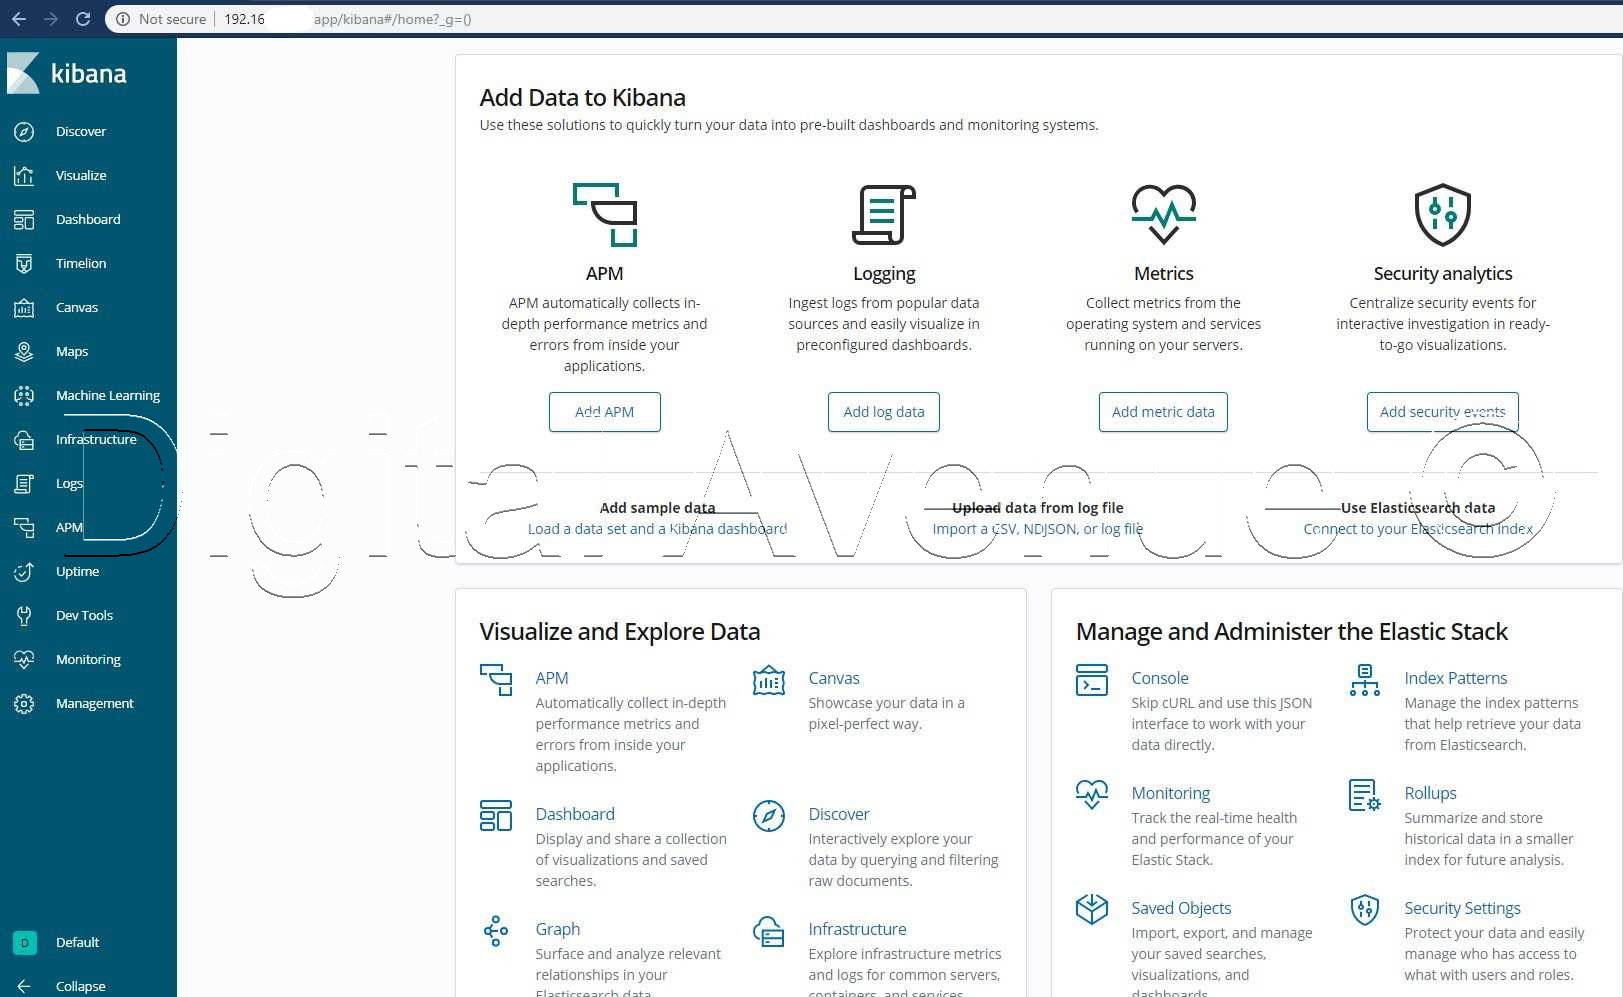 Not secure | 192.16 app/kibana#/home?_g=()
kibana
Discover
Visualize
Dashboard
Timelion
Canvas
Maps
Machine Learning
Infrastructure
Logs
APM
Uptime
Dev Tools
Monitoring
Management
D Default
Collapse
Add Data to Kibana
Use these solutions to quickly turn your data into pre-built dashboards and monitoring systems.
APM
APM automatically collects in-
depth performance metrics and
errors from inside your
applications.
Add APM
Logging
Ingest logs from popular data
sources and easily visualize in
preconfigured dashboards.
Add log data
Metrics
Collect metrics from the
operating system and services
running on your servers.
Add metric data
Security analytics
Centralize security events for
interactive investigation in ready-
to-go visualizations.
Add security events
Digital Avenue ©
Add sample data
Load a data set and a Kibana dashboard
Upload data from log file
Import a CSV, NDJSON, or log file
Use Elasticsearch data
Connect to your Elasticsearch index
Visualize and Explore Data
APM
Automatically collect in-depth
performance metrics and
errors from inside your
applications.
Canvas
Showcase your data in a
pixel-perfect way.
Dashboard
Display and share a collection
of visualizations and saved
searches.
Discover
Interactively explore your
data by querying and filtering
raw documents.
Graph
Surface and analyze relevant
relationships in your
Elasticsearch data.
Infrastructure
Explore infrastructure metrics
and logs for common servers,
containers, and services.
Manage and Administer the Elastic Stack
Console
Skip cURL and use this JSON
interface to work with your
data directly.
Index Patterns
Manage the index patterns
that help retrieve your data
from Elasticsearch.
Monitoring
Track the real-time health
and performance of your
Elastic Stack.
Rollups
Summarize and store
historical data in a smaller
index for future analysis.
Saved Objects
Import, export, and manage
your saved searches,
visualizations, and
dashboards.
Security Settings
Protect your data and easily
manage who has access to
what with users and roles.